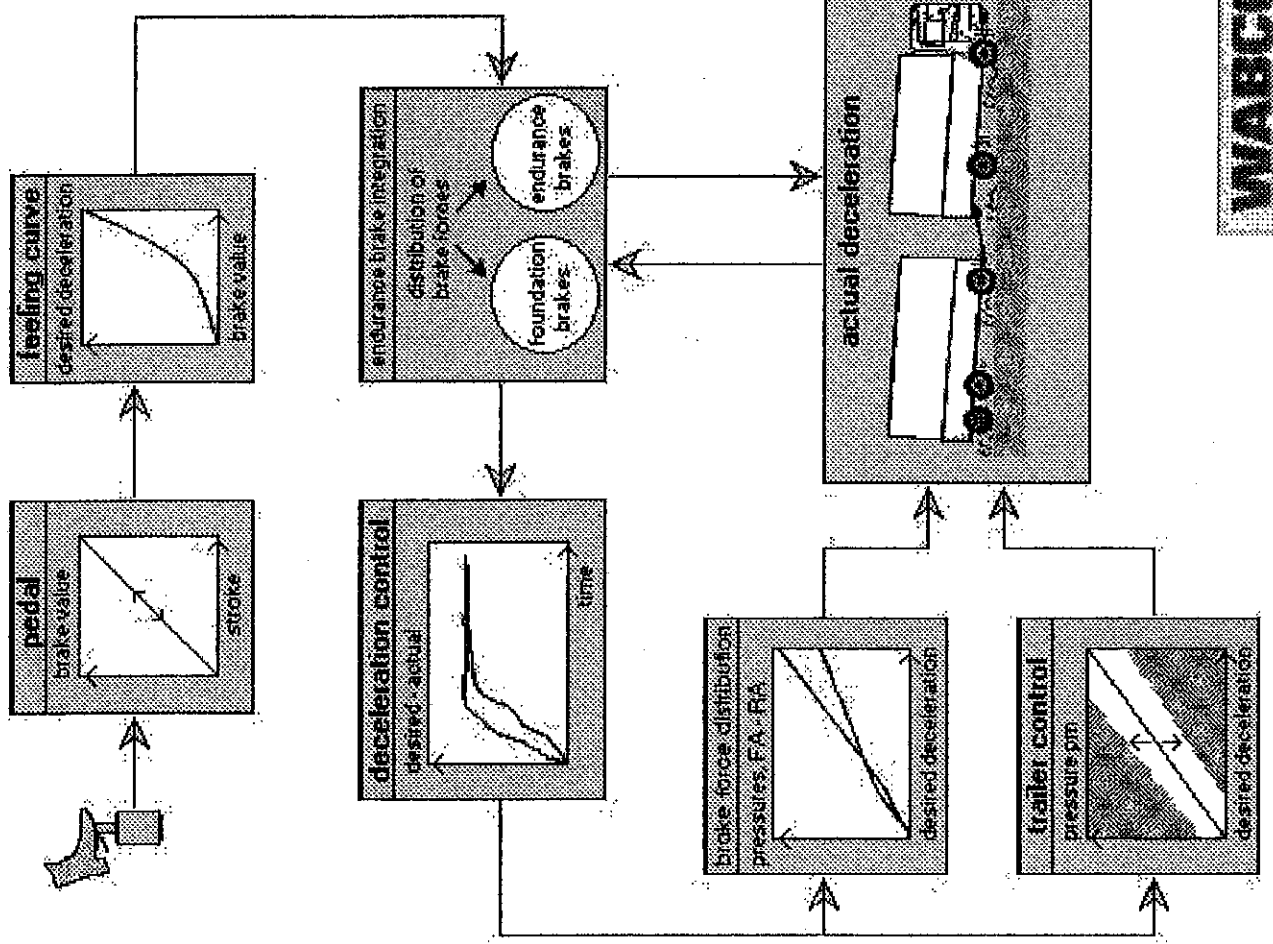 pedal
brake value
stroke
feeling curve
desired deceleration
brake value
endurance brake integration
distribution of
brake forces
foundation
brakes
endurance
brakes
deceleration control
desired - actual
time
brake force distribution
pressures FA - RA
desired deceleration
trailer control
pressure pm
desired deceleration
actual deceleration